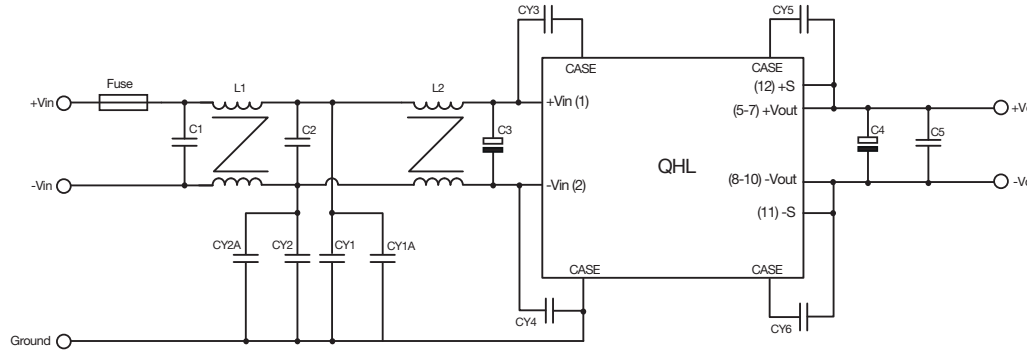 CY3
CY5
CASE
CASE
Fuse
L1
L2
(12) +S
+Vin
+Vin (1)
(5-7) +Vout
+Vo
C1
C2
C3
C4
C5
QHL
-Vin
-Vin (2)
(8-10) -Vout
-Vo
(11) -S
CY2A
CY2
CY1
CY1A
CASE
CASE
CY4
CY6
Ground